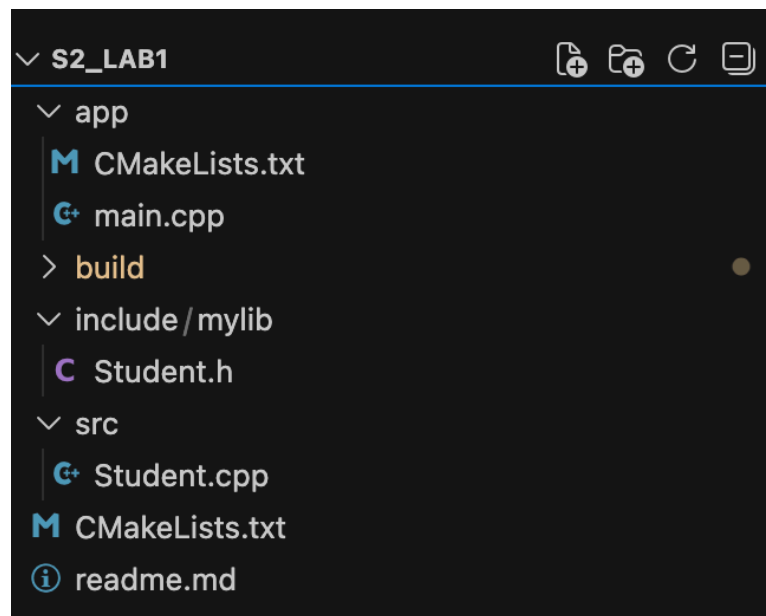 S2_LAB1
app
M CMakeLists.txt
C++ main.cpp
build
include/mylib
C Student.h
src
C++ Student.cpp
M CMakeLists.txt
i readme.md